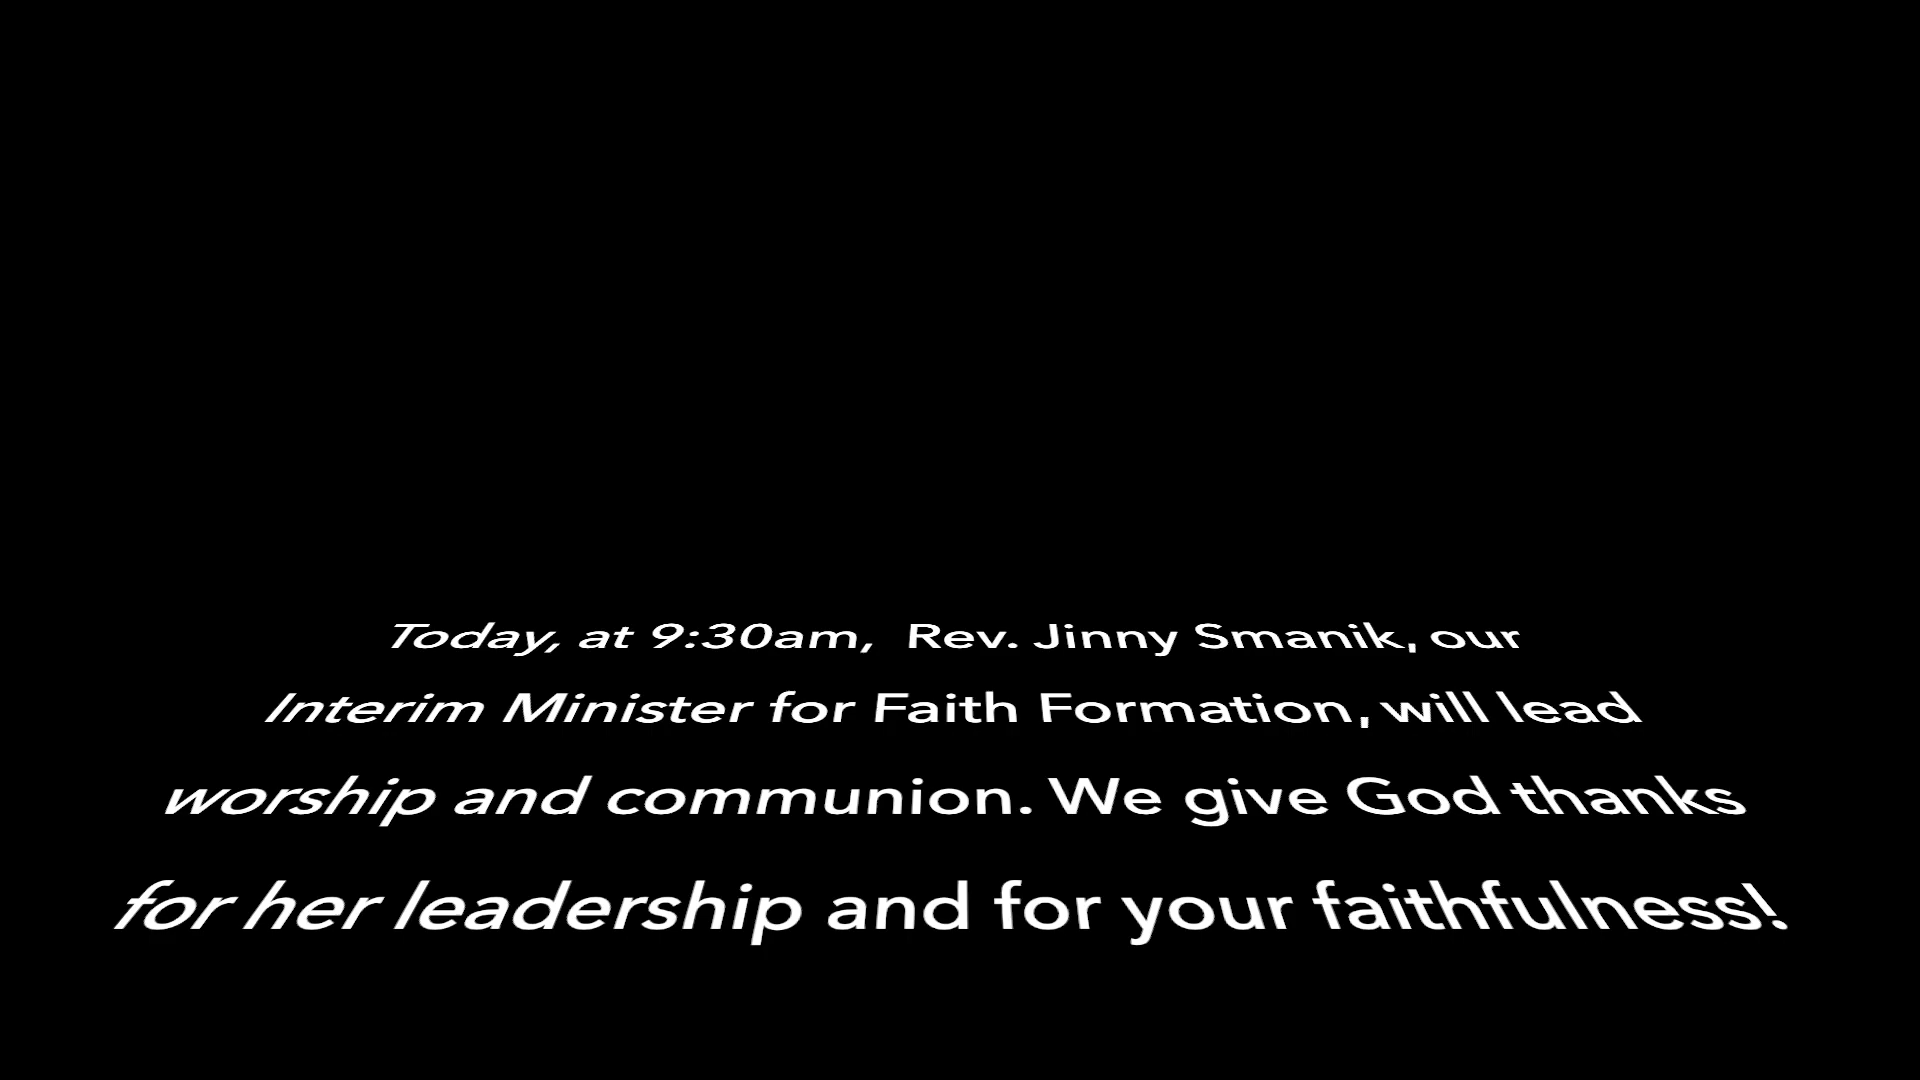 Today, at 9:30am,  Rev. Jinny Smanik, our
Interim Minister for Faith Formation, will lead
worship and communion. We give God thanks
for her leadership and for your faithfulness!